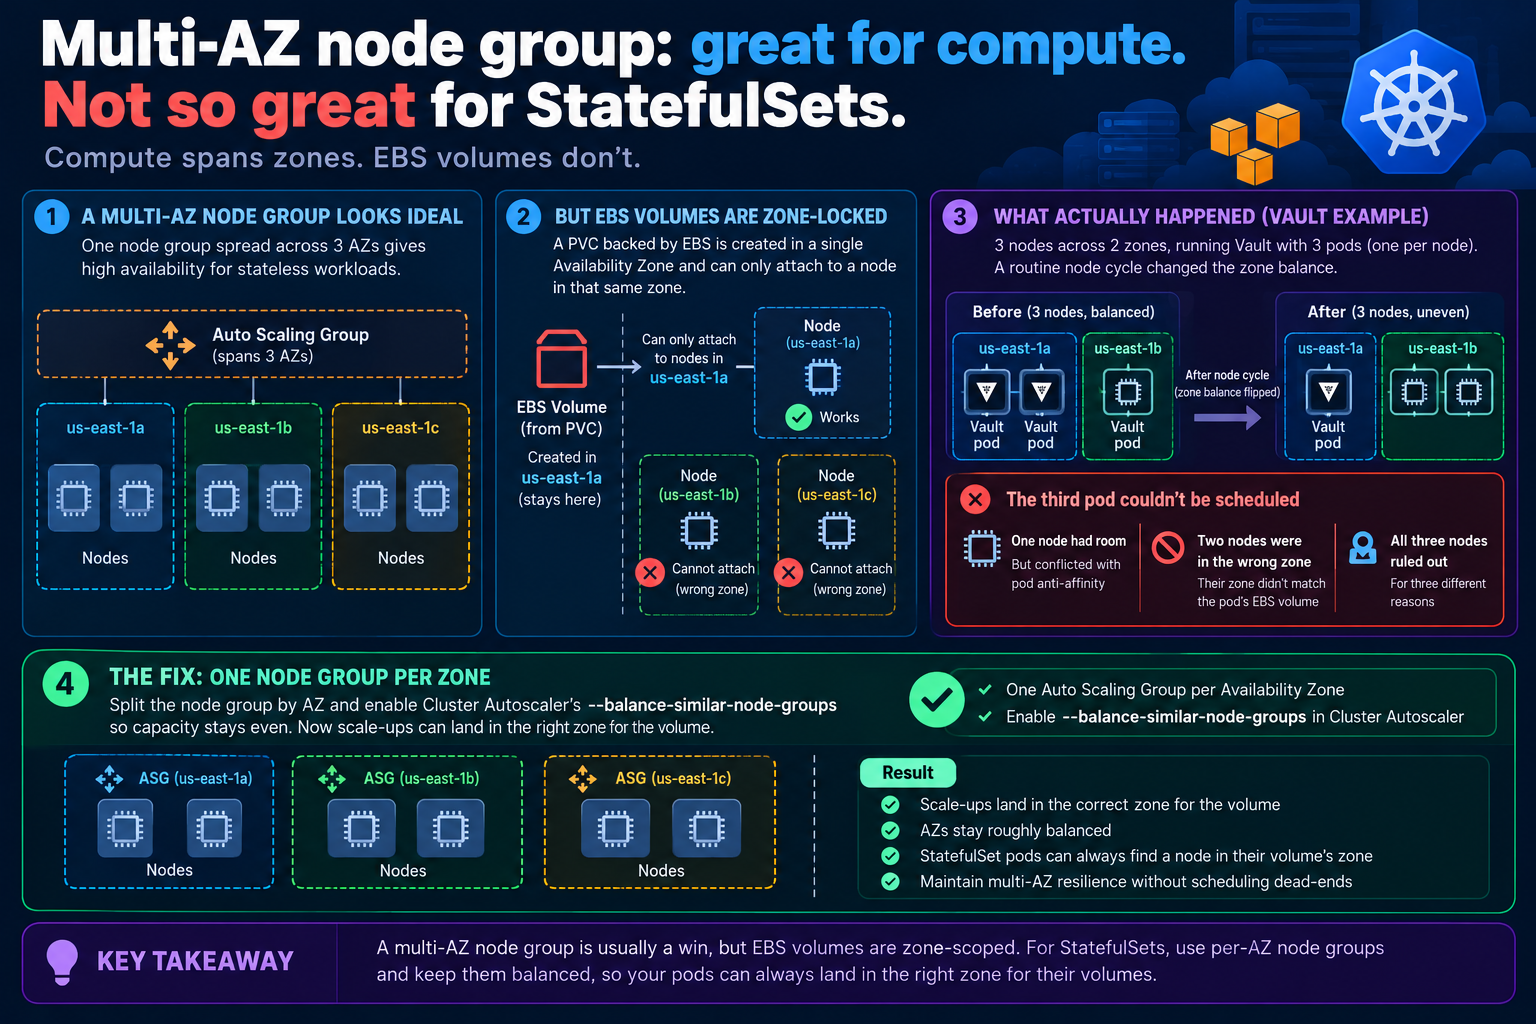 Multi-AZ node group: great for compute.
Not so great for StatefulSets.
Compute spans zones. EBS volumes don't.
1
A MULTI-AZ NODE GROUP LOOKS IDEAL
One node group spread across 3 AZs gives
high availability for stateless workloads.
Auto Scaling Group
(spans 3 AZs)
us-east-1a
us-east-1b
us-east-1c
Nodes
Nodes
Nodes
2
BUT EBS VOLUMES ARE ZONE-LOCKED
A PVC backed by EBS is created in a single
Availability Zone and can only attach to a node
in that same zone.
EBS Volume
(from PVC)
Created in
us-east-1a
(stays here)
Can only attach
to nodes in
us-east-1a
Node
(us-east-1a)
Works
Node
(us-east-1b)
Cannot attach
(wrong zone)
Node
(us-east-1c)
Cannot attach
(wrong zone)
3
WHAT ACTUALLY HAPPENED (VAULT EXAMPLE)
3 nodes across 2 zones, running Vault with 3 pods (one per node).
A routine node cycle changed the zone balance.
Before (3 nodes, balanced)
us-east-1a
us-east-1b
Vault
pod
Vault
pod
Vault
pod
After node cycle
(zone balance flipped)
After (3 nodes, uneven)
us-east-1a
us-east-1b
Vault
pod
The third pod couldn't be scheduled
One node had room
But conflicted with
pod anti-affinity
Two nodes were
in the wrong zone
Their zone didn't match
the pod's EBS volume
All three nodes
ruled out
For three different
reasons
4
THE FIX: ONE NODE GROUP PER ZONE
Split the node group by AZ and enable Cluster Autoscaler's --balance-similar-node-groups
so capacity stays even. Now scale-ups can land in the right zone for the volume.
One Auto Scaling Group per Availability Zone
Enable --balance-similar-node-groups in Cluster Autoscaler
ASG (us-east-1a)
Nodes
ASG (us-east-1b)
Nodes
ASG (us-east-1c)
Nodes
Result
Scale-ups land in the correct zone for the volume
AZs stay roughly balanced
StatefulSet pods can always find a node in their volume's zone
Maintain multi-AZ resilience without scheduling dead-ends
KEY TAKEAWAY
A multi-AZ node group is usually a win, but EBS volumes are zone-scoped. For StatefulSets, use per-AZ node groups
and keep them balanced, so your pods can always land in the right zone for their volumes.